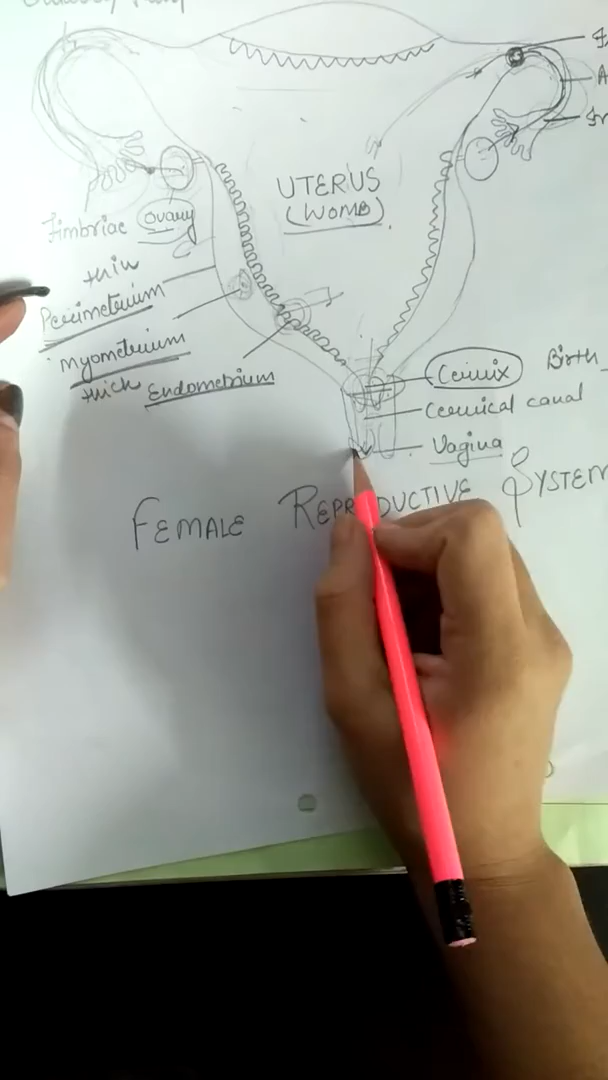 UTERUS
(WOMB)
Fimbriae Ovary
thin
Perimetrium
myometrium
thick Endometrium
Cervix Birth
Cervical canal
Vagina
FEMALE REPRODUCTIVE SYSTEM